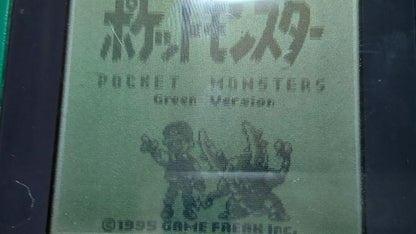 ポケットモンスター
POCKET MONSTERS
Green Version
©1995 GAME FREAK inc.